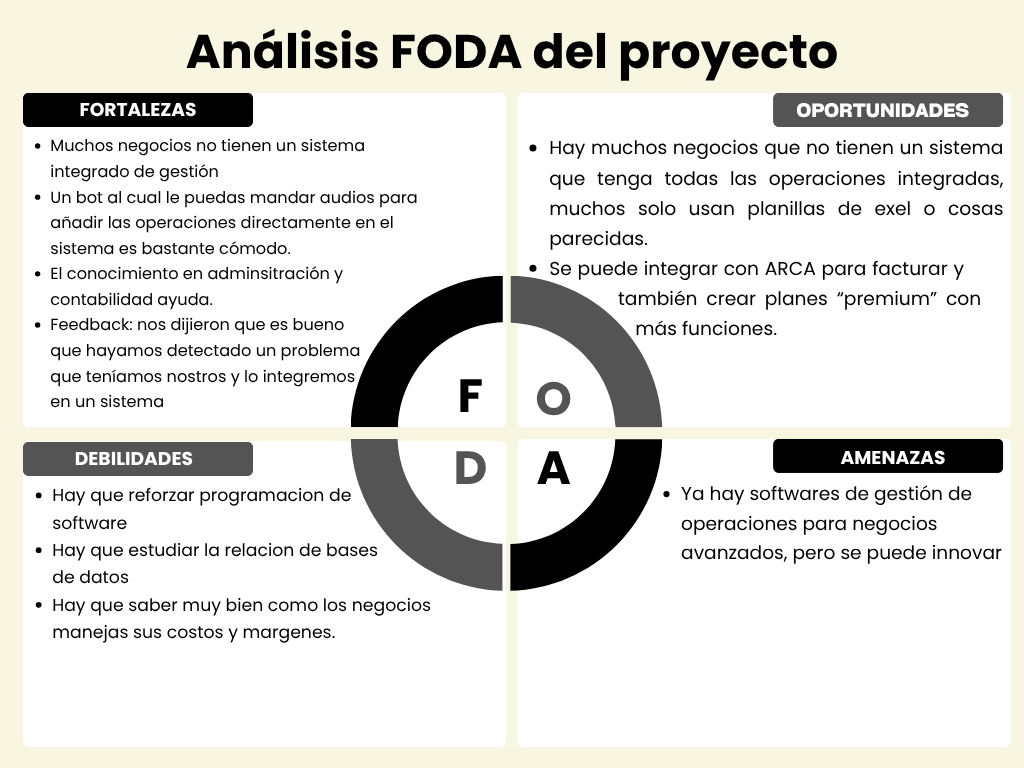 Análisis FODA del proyecto
FORTALEZAS
• Muchos negocios no tienen un sistema
integrado de gestión
• Un bot al cual le puedas mandar audios para
añadir las operaciones directamente en el
sistema es bastante cómodo.
• El conocimiento en adminsitración y
contabilidad ayuda.
• Feedback: nos dijieron que es bueno
que hayamos detectado un problema
que teníamos nostros y lo integremos
en un sistema
OPORTUNIDADES
• Hay muchos negocios que no tienen un sistema
que tenga todas las operaciones integradas,
muchos solo usan planillas de exel o cosas
parecidas.
• Se puede integrar con ARCA para facturar y
también crear planes “premium” con
más funciones.
F
O
D
A
DEBILIDADES
• Hay que reforzar programacion de
software
• Hay que estudiar la relacion de bases
de datos
• Hay que saber muy bien como los negocios
manejas sus costos y margenes.
AMENAZAS
• Ya hay softwares de gestión de
operaciones para negocios
avanzados, pero se puede innovar